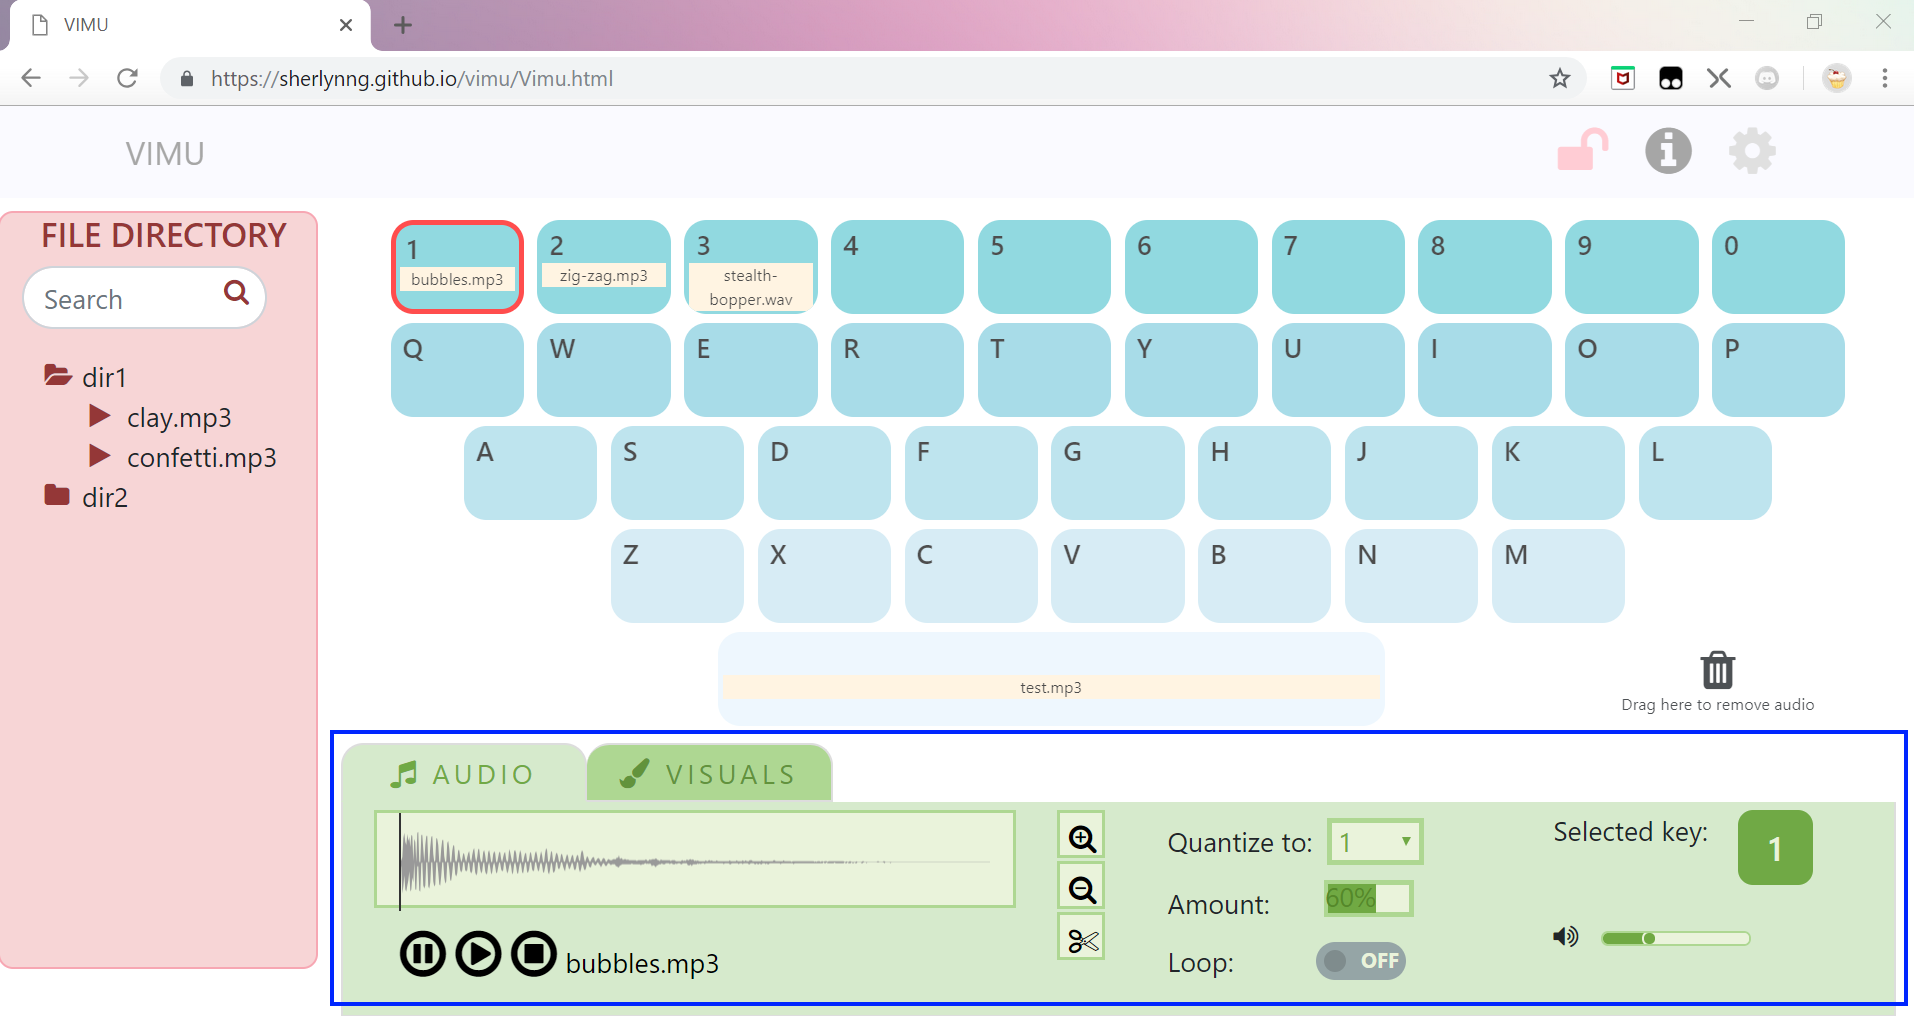 VIMU
https://sherlynng.github.io/vimu/Vimu.html
VIMU
FILE DIRECTORY
Search
dir1
clay.mp3
confetti.mp3
dir2
1
bubbles.mp3
2
zig-zag.mp3
3
stealth-
bopper.wav
4
5
6
7
8
9
0
Q
W
E
R
T
Y
U
I
O
P
A
S
D
F
G
H
J
K
L
Z
X
C
V
B
N
M
test.mp3
Drag here to remove audio
AUDIO
VISUALS
bubbles.mp3
Quantize to: 1
Amount: 60%
Loop: OFF
Selected key: 1